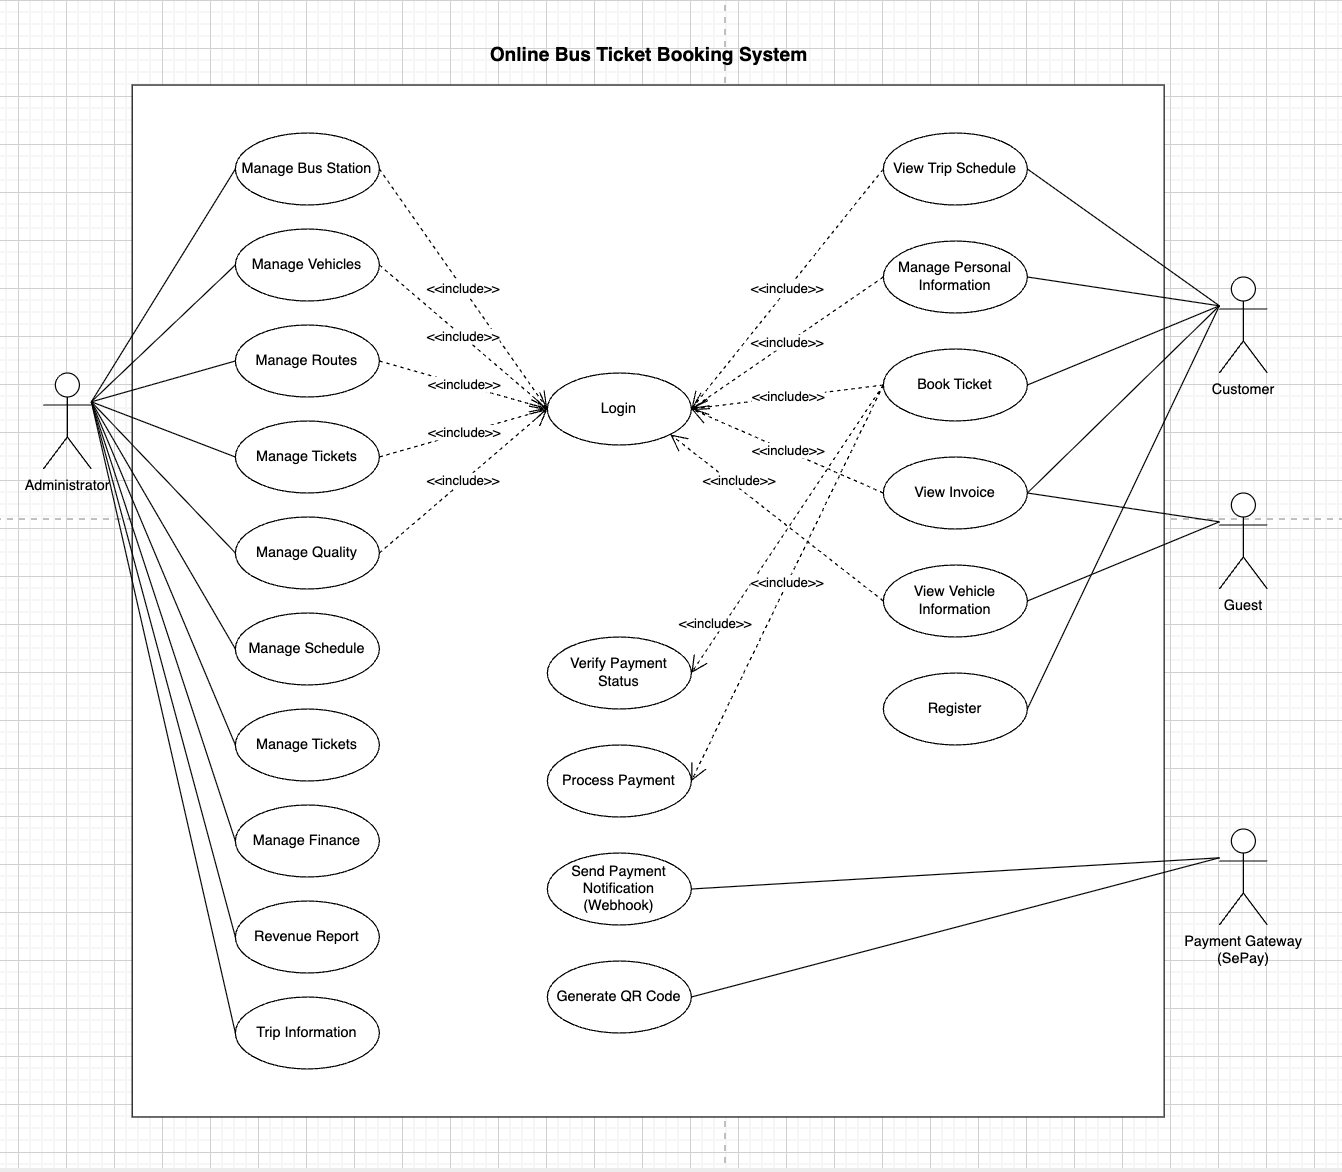 Online Bus Ticket Booking System
Manage Bus Station
Manage Vehicles
Manage Routes
Manage Tickets
Manage Quality
Manage Schedule
Manage Tickets
Manage Finance
Revenue Report
Trip Information
Administrator
<<include>>
<<include>>
<<include>>
<<include>>
<<include>>
Login
<<include>>
<<include>>
<<include>>
<<include>>
<<include>>
<<include>>
<<include>>
Verify Payment
Status
Process Payment
Send Payment
Notification
(Webhook)
Generate QR Code
View Trip Schedule
Manage Personal
Information
Book Ticket
View Invoice
View Vehicle
Information
Register
Customer
Guest
Payment Gateway
(SePay)